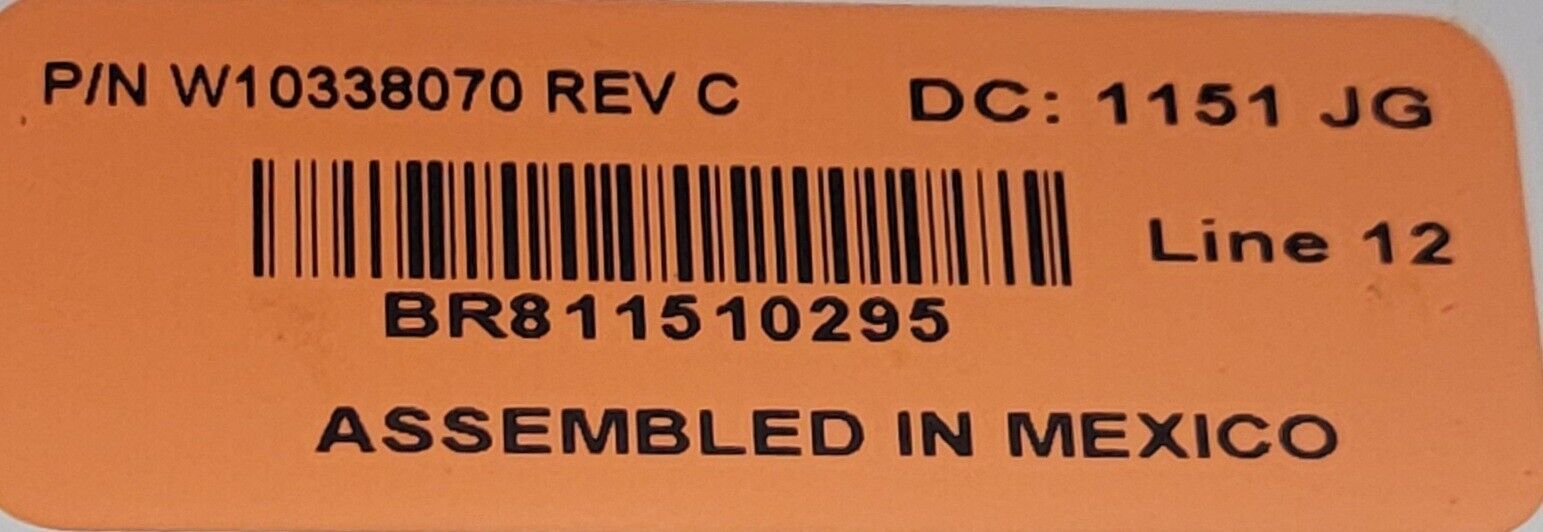 P/N W10338070 REV C
DC: 1151 JG
Line 12
BR811510295
ASSEMBLED IN MEXICO